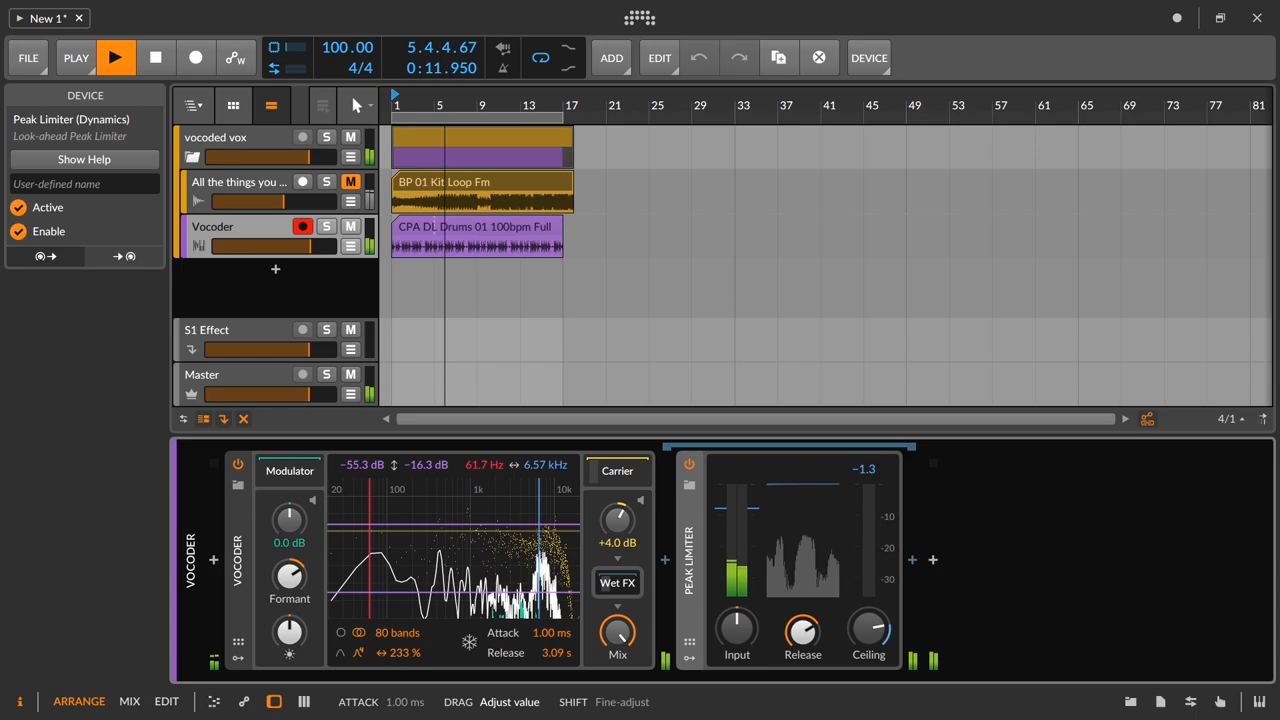 New 1*
FILE
PLAY
100.00
4/4
5.4.4.67
0:11.950
ADD
EDIT
DEVICE
DEVICE
Peak Limiter (Dynamics)
Look-ahead Peak Limiter
Show Help
User-defined name
Active
Enable
1 5 9 13 17 21 25 29 33 37 41 45 49 53 57 61 65 69 73 77 81
vocoded vox S M
All the things you ... S M
BP 01 Kit Loop Fm
Vocoder S M
CPA DL Drums 01 100bpm Full
S1 Effect S M
Master S M
4/1
VOCODER
VOCODER
Modulator
0.0 dB
Formant
−55.3 dB −16.3 dB 61.7 Hz 6.57 kHz
20 100 1k 10k
80 bands
233 %
Attack 1.00 ms
Release 3.09 s
Carrier
+4.0 dB
Wet FX
Mix
PEAK LIMITER
−1.3
-10
-20
-30
Input
Release
Ceiling
i ARRANGE MIX EDIT
ATTACK 1.00 ms DRAG Adjust value SHIFT Fine-adjust